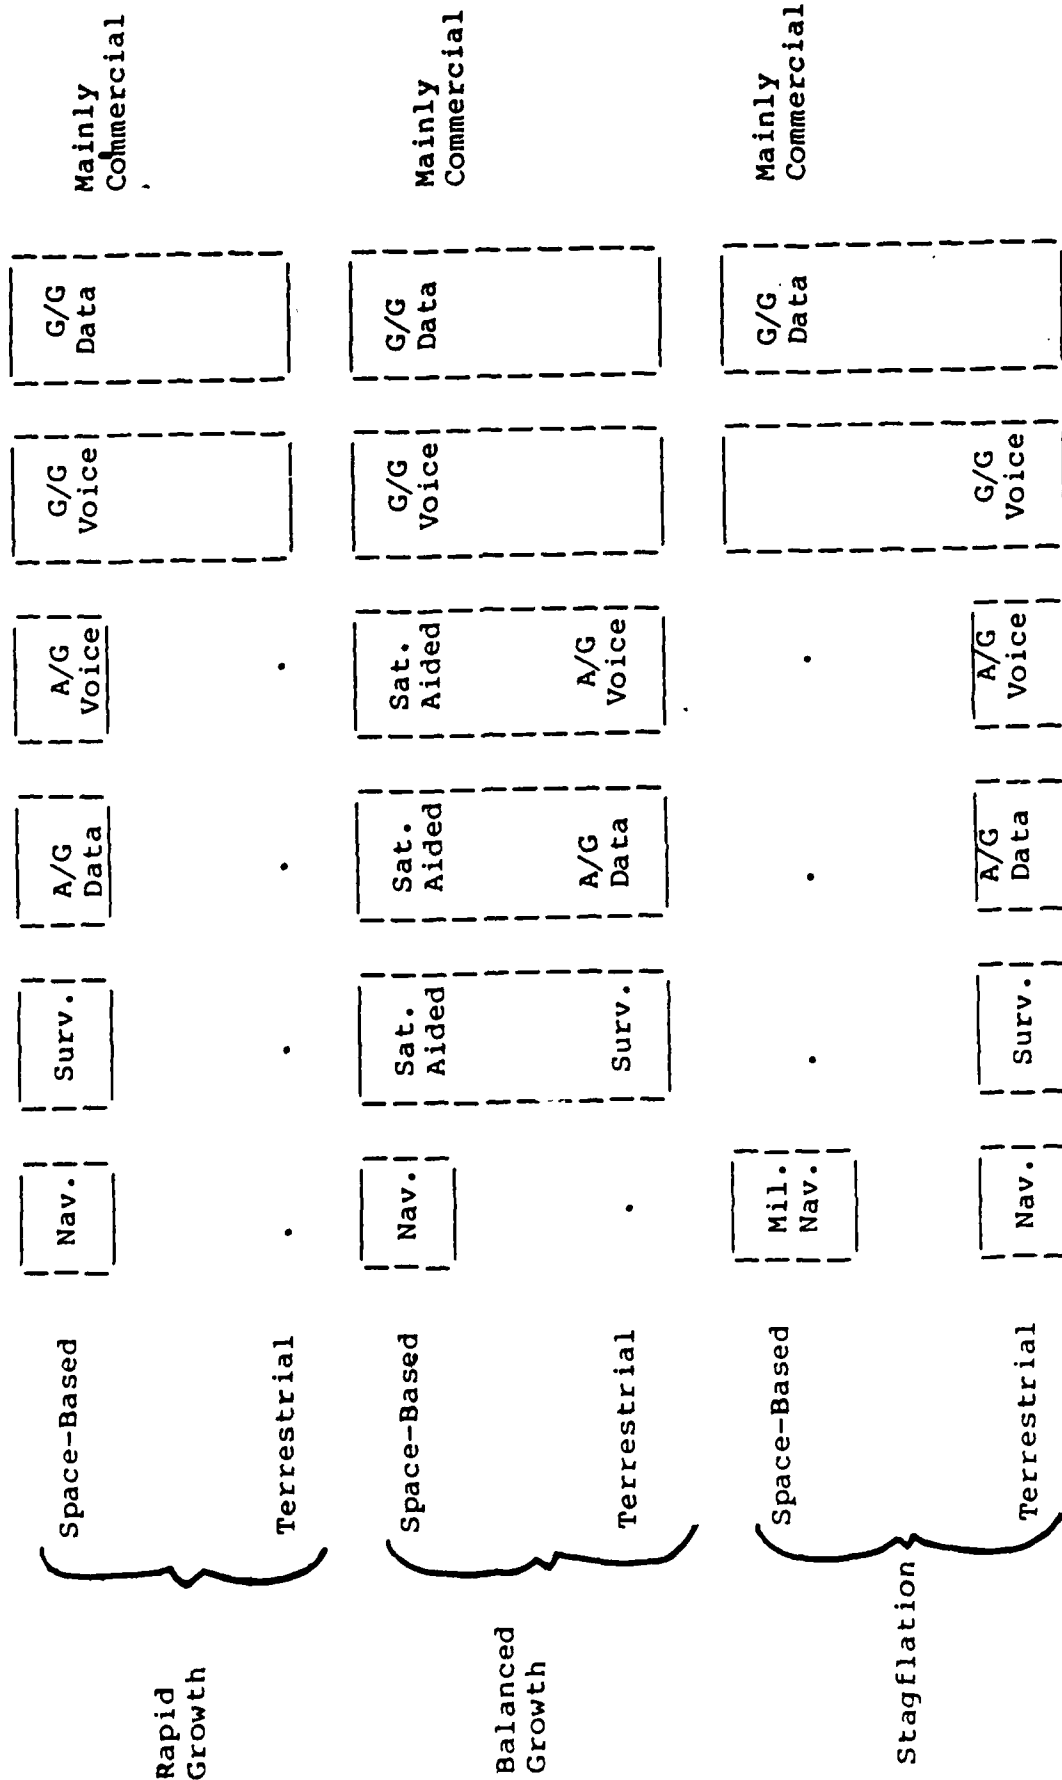 Rapid
Growth
Space-Based
Nav.
Surv.
A/G
Data
A/G
Voice
G/G
Voice
G/G
Data
Mainly
Commercial
Terrestrial
Balanced
Growth
Space-Based
Nav.
Sat.
Aided
Sat.
Aided
Sat.
Aided
G/G
Voice
G/G
Data
Mainly
Commercial
Terrestrial
Surv.
A/G
Data
A/G
Voice
Stagflation
Space-Based
Mil.
Nav.
G/G
Data
Mainly
Commercial
Terrestrial
Nav.
Surv.
A/G
Data
A/G
Voice
G/G
Voice